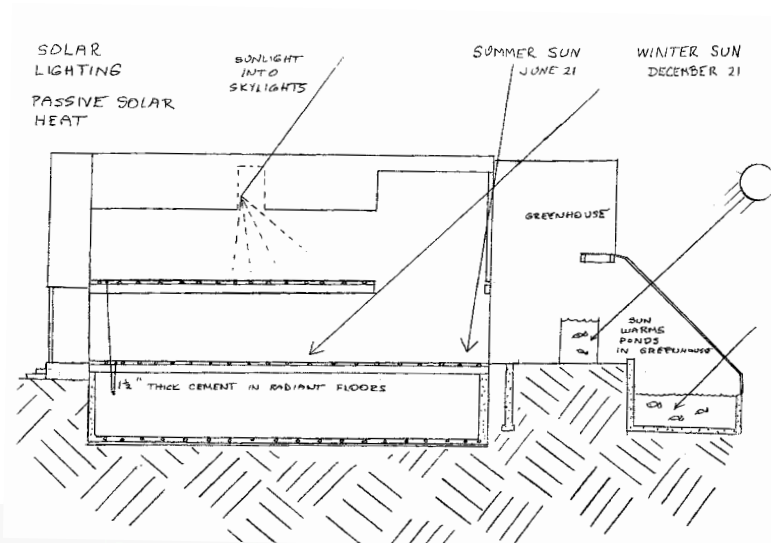 SOLAR
LIGHTING
PASSIVE SOLAR
HEAT
SUNLIGHT
INTO
SKYLIGHTS
SUMMER SUN
JUNE 21
WINTER SUN
DECEMBER 21
GREENHOUSE
SUN
WARMS
PONDS
IN GREENHOUSE
1½" THICK CEMENT IN RADIANT FLOORS